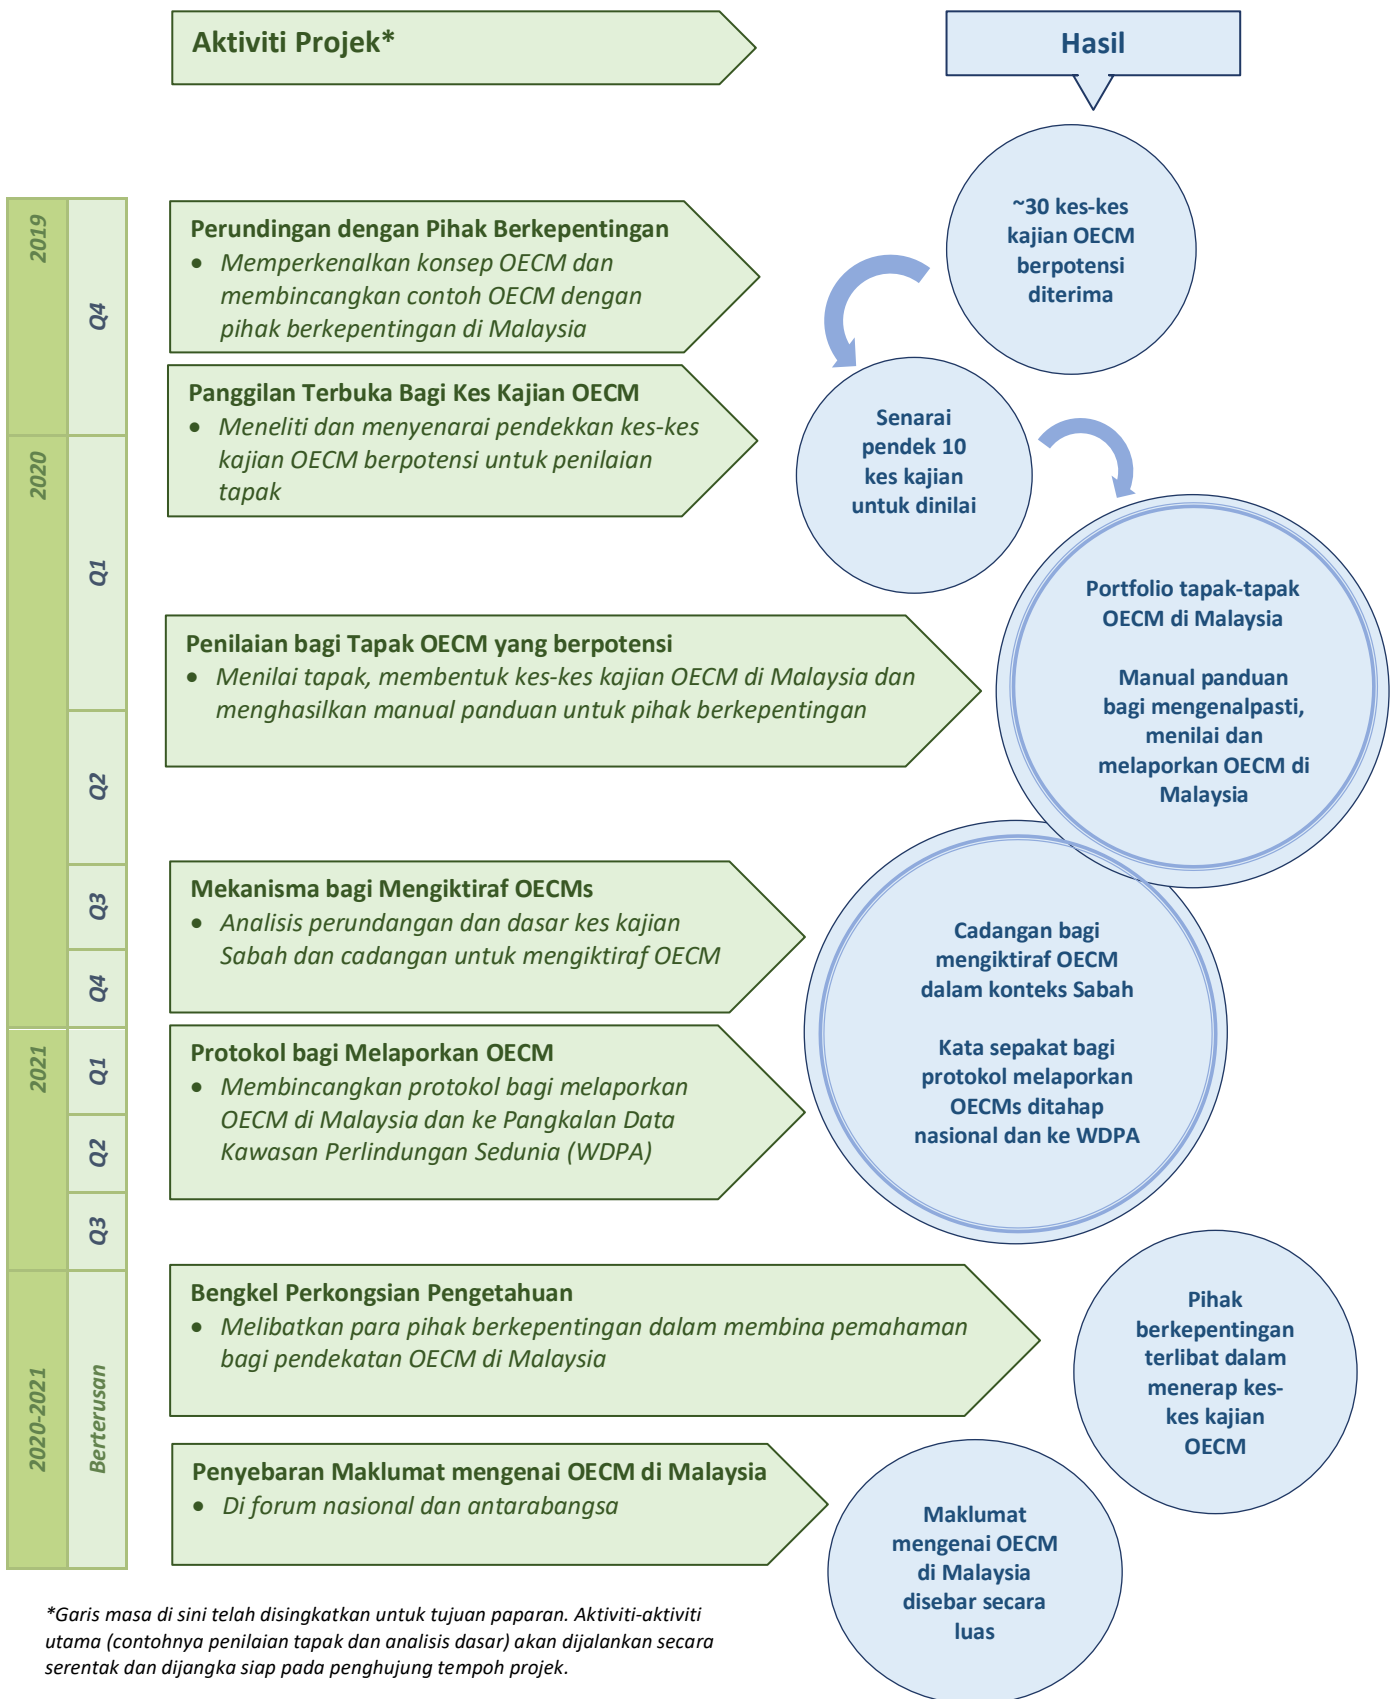 Aktiviti Projek*
Hasil
2019
Q4
2020
Q1
Q2
Q3
Q4
2021
Q1
Q2
Q3
2020-2021
Berterusan
Perundingan dengan Pihak Berkepentingan
• Memperkenalkan konsep OECM dan
membincangkan contoh OECM dengan
pihak berkepentingan di Malaysia
Panggilan Terbuka Bagi Kes Kajian OECM
• Meneliti dan menyenarai pendekkan kes-kes
kajian OECM berpotensi untuk penilaian
tapak
Penilaian bagi Tapak OECM yang berpotensi
• Menilai tapak, membentuk kes-kes kajian OECM di Malaysia dan
menghasilkan manual panduan untuk pihak berkepentingan
Mekanisma bagi Mengiktiraf OECMs
• Analisis perundangan dan dasar kes kajian
Sabah dan cadangan untuk mengiktiraf OECM
Protokol bagi Melaporkan OECM
• Membincangkan protokol bagi melaporkan
OECM di Malaysia dan ke Pangkalan Data
Kawasan Perlindungan Sedunia (WDPA)
Bengkel Perkongsian Pengetahuan
• Melibatkan para pihak berkepentingan dalam membina pemahaman
bagi pendekatan OECM di Malaysia
Penyebaran Maklumat mengenai OECM di Malaysia
• Di forum nasional dan antarabangsa
~30 kes-kes
kajian OECM
berpotensi
diterima
Senarai
pendek 10
kes kajian
untuk dinilai
Portfolio tapak-tapak
OECM di Malaysia
Manual panduan
bagi mengenalpasti,
menilai dan
melaporkan OECM di
Malaysia
Cadangan bagi
mengiktiraf OECM
dalam konteks Sabah
Kata sepakat bagi
protokol melaporkan
OECMs ditahap
nasional dan ke WDPA
Pihak
berkepentingan
terlibat dalam
menerap kes-
kes kajian
OECM
Maklumat
mengenai OECM
di Malaysia
disebar secara
luas
*Garis masa di sini telah disingkatkan untuk tujuan paparan. Aktiviti-aktiviti
utama (contohnya penilaian tapak dan analisis dasar) akan dijalankan secara
serentak dan dijangka siap pada penghujung tempoh projek.